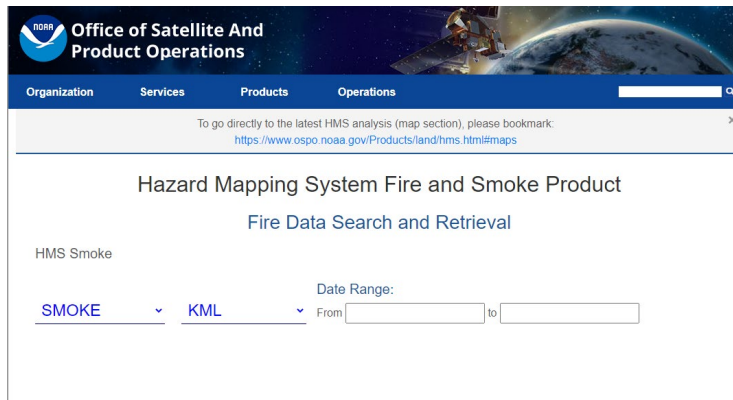 NOAA
Office of Satellite And
Product Operations
Organization Services Products Operations
To go directly to the latest HMS analysis (map section), please bookmark:
https://www.ospo.noaa.gov/Products/land/hms.html#maps
Hazard Mapping System Fire and Smoke Product
Fire Data Search and Retrieval
HMS Smoke
Date Range:
SMOKE KML From to